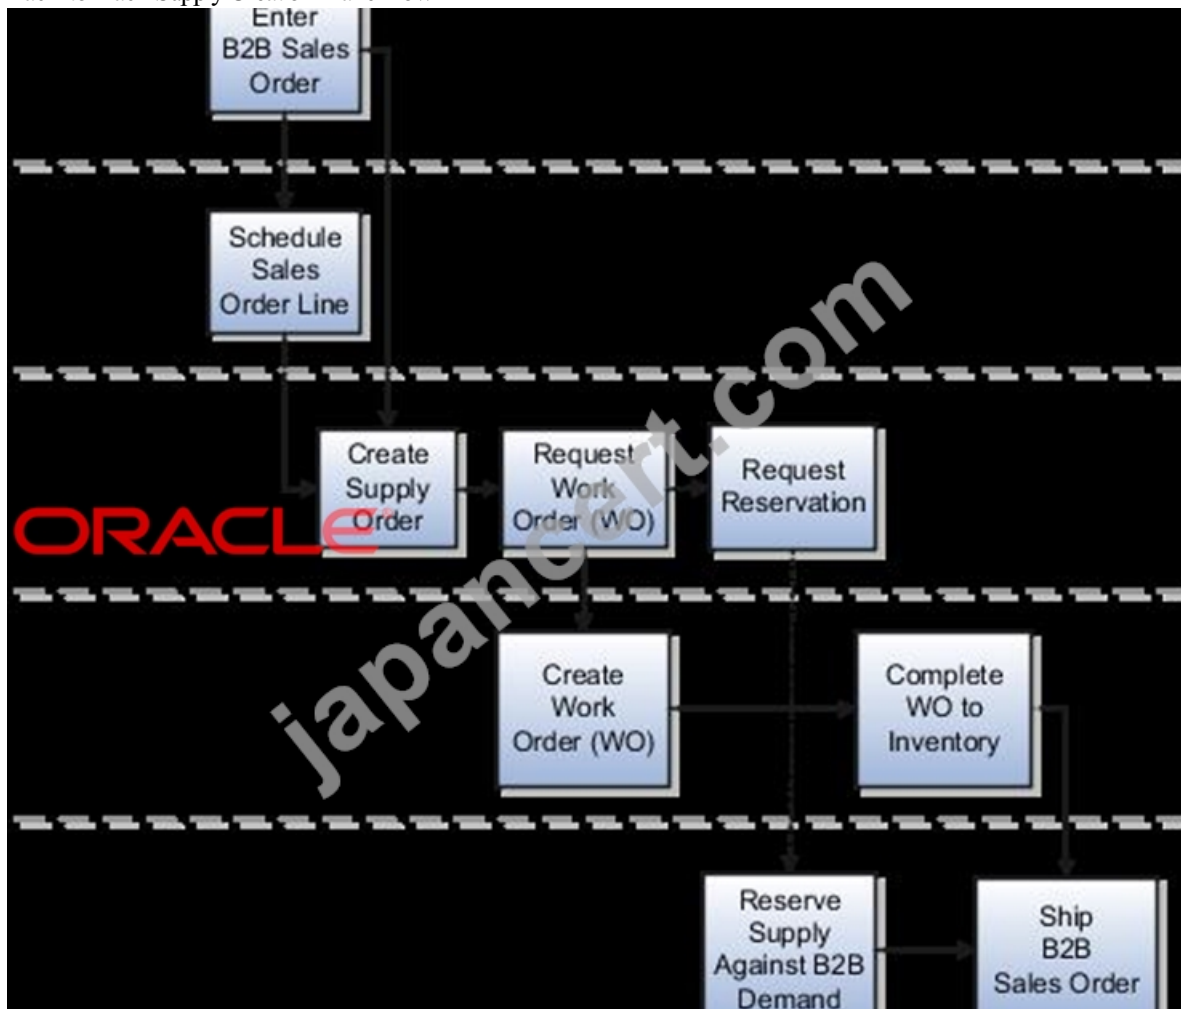 Enter
B2B Sales
Order
Schedule
Sales
Order Line
Create
Supply
Order
Request
Work
Order (WO)
Request
Reservation
ORACLE
Create
Work
Order (WO)
Complete
WO to
Inventory
Reserve
Supply
Against B2B
Demand
Ship
B2B
Sales Order
japancert.com